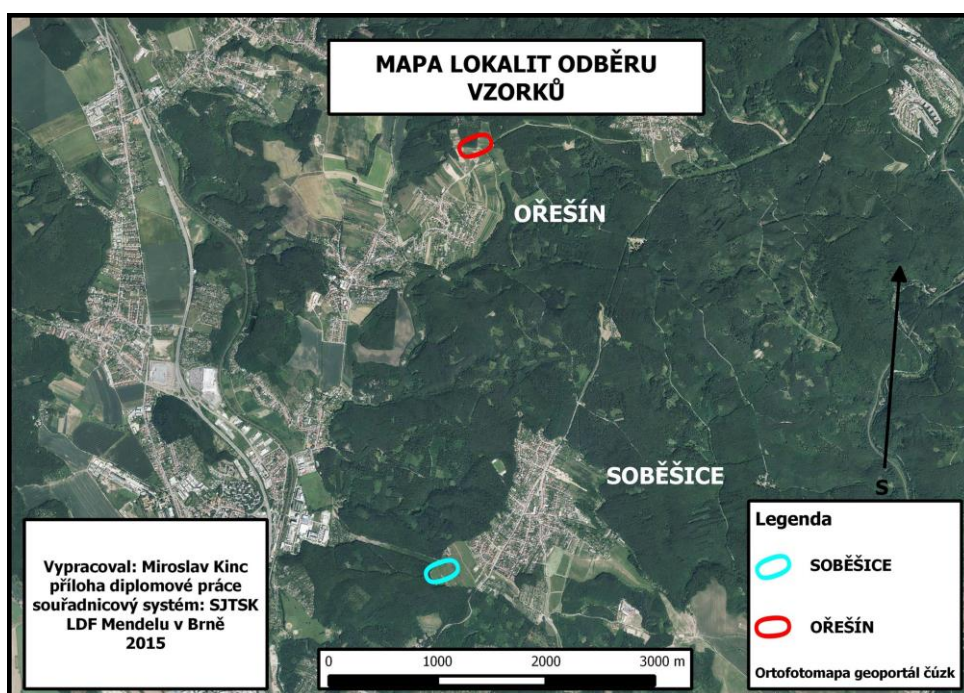 MAPA LOKALIT ODBĚRU
VZORKŮ
OŘEŠÍN
SOBĚŠICE
S
Vypracoval: Miroslav Kinc
příloha diplomové práce
souřadnicový systém: SJTSK
LDF Mendelu v Brně
2015
0 1000 2000 3000 m
Legenda
SOBĚŠICE
OŘEŠÍN
Ortofotomapa geoportál čúzk